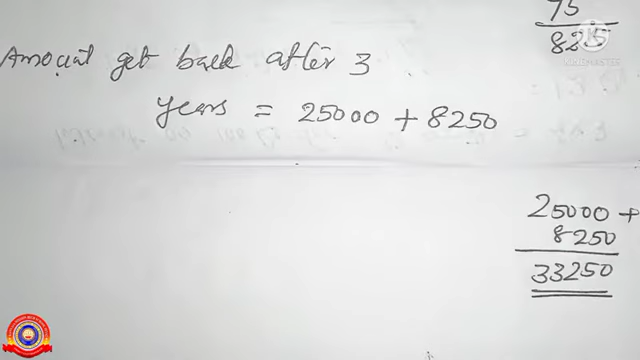 75
825
Amount get back after 3
years = 25000 + 8250
25000 +
8250
33250